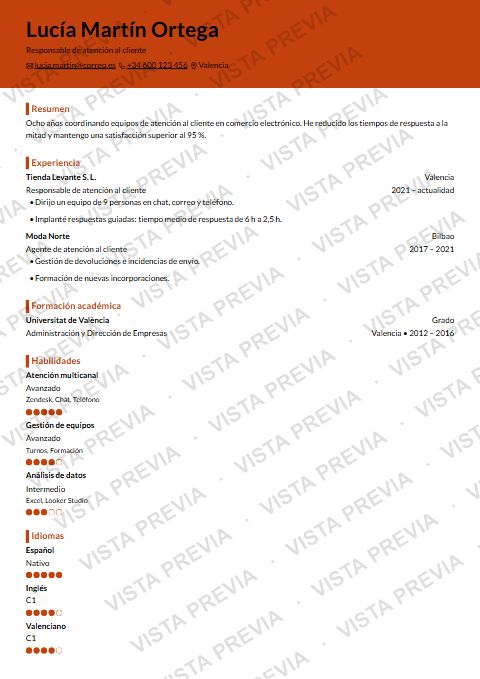 Lucía Martín Ortega
Responsable de atención al cliente
lucia.martin@correo.es +34 600 123 456 Valencia
Resumen
Ocho años coordinando equipos de atención al cliente en comercio electrónico. He reducido los tiempos de respuesta a la
mitad y mantengo una satisfacción superior al 95 %.
Experiencia
Tienda Levante S. L. Valencia
Responsable de atención al cliente 2021 – actualidad
• Dirijo un equipo de 9 personas en chat, correo y teléfono.
• Implanté respuestas guiadas: tiempo medio de respuesta de 6 h a 2,5 h.
Moda Norte Bilbao
Agente de atención al cliente 2017 – 2021
• Gestión de devoluciones e incidencias de envío.
• Formación de nuevas incorporaciones.
Formación académica
Universitat de València Grado
Administración y Dirección de Empresas Valencia • 2012 – 2016
Habilidades
Atención multicanal
Avanzado
Zendesk, Chat, Teléfono
Gestión de equipos
Avanzado
Turnos, Formación
Análisis de datos
Intermedio
Excel, Looker Studio
Idiomas
Español
Nativo
Inglés
C1
Valenciano
C1
VISTA PREVIA